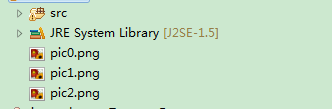 src
JRE System Library [J2SE-1.5]
pic0.png
pic1.png
pic2.png